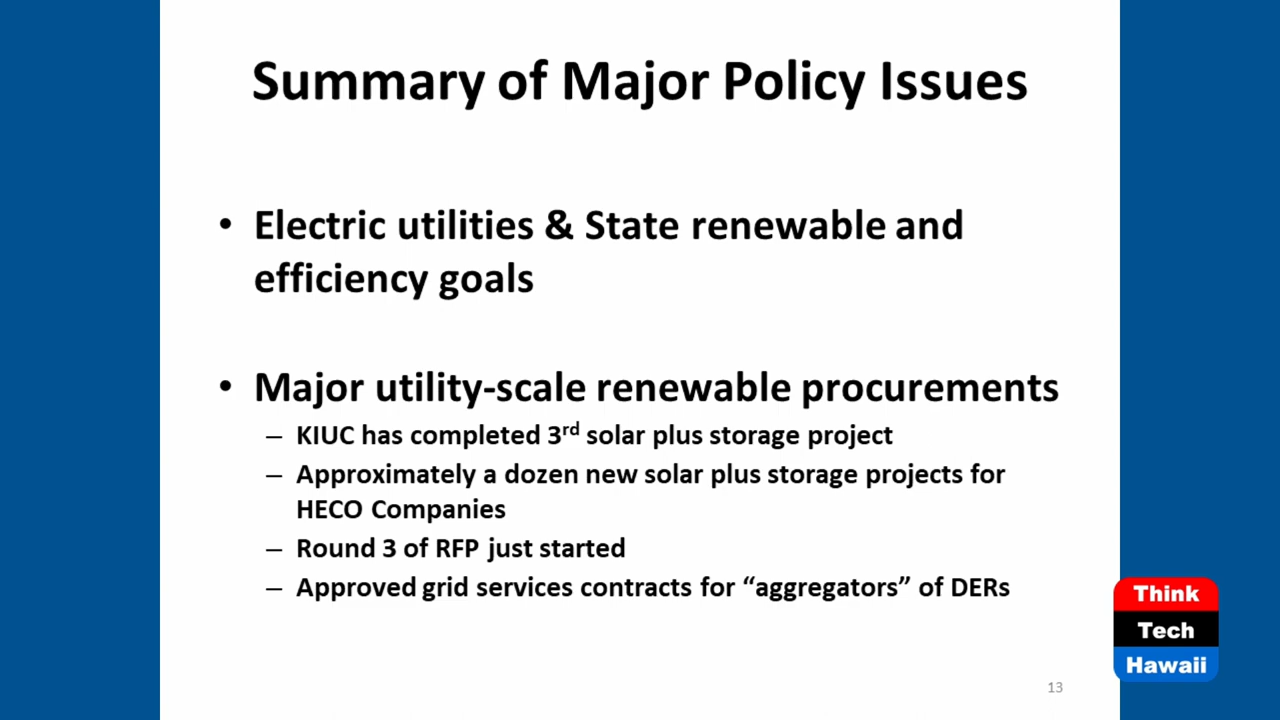 Summary of Major Policy Issues
• Electric utilities & State renewable and
efficiency goals
• Major utility-scale renewable procurements
– KIUC has completed 3rd solar plus storage project
– Approximately a dozen new solar plus storage projects for
HECO Companies
– Round 3 of RFP just started
– Approved grid services contracts for “aggregators” of DERs
Think
Tech
Hawaii
13